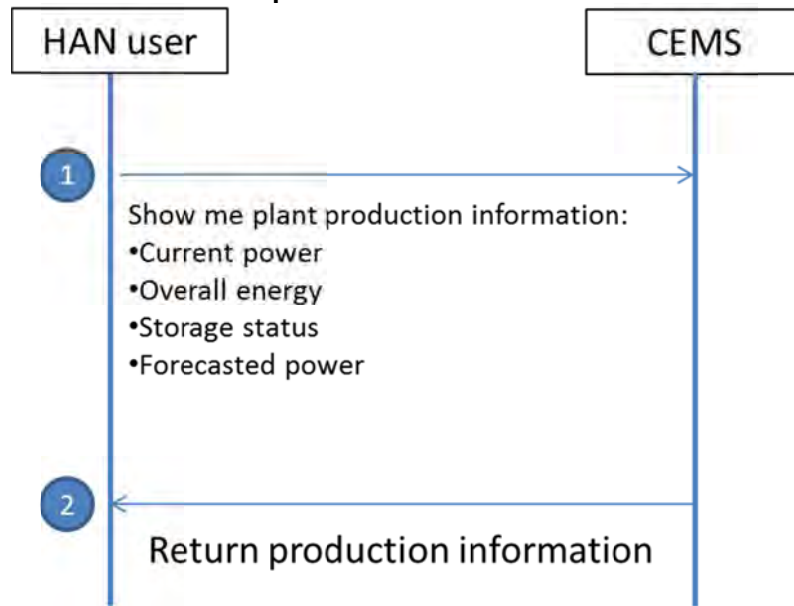 HAN user
CEMS
1
Show me plant production information:
•Current power
•Overall energy
•Storage status
•Forecasted power
2
Return production information